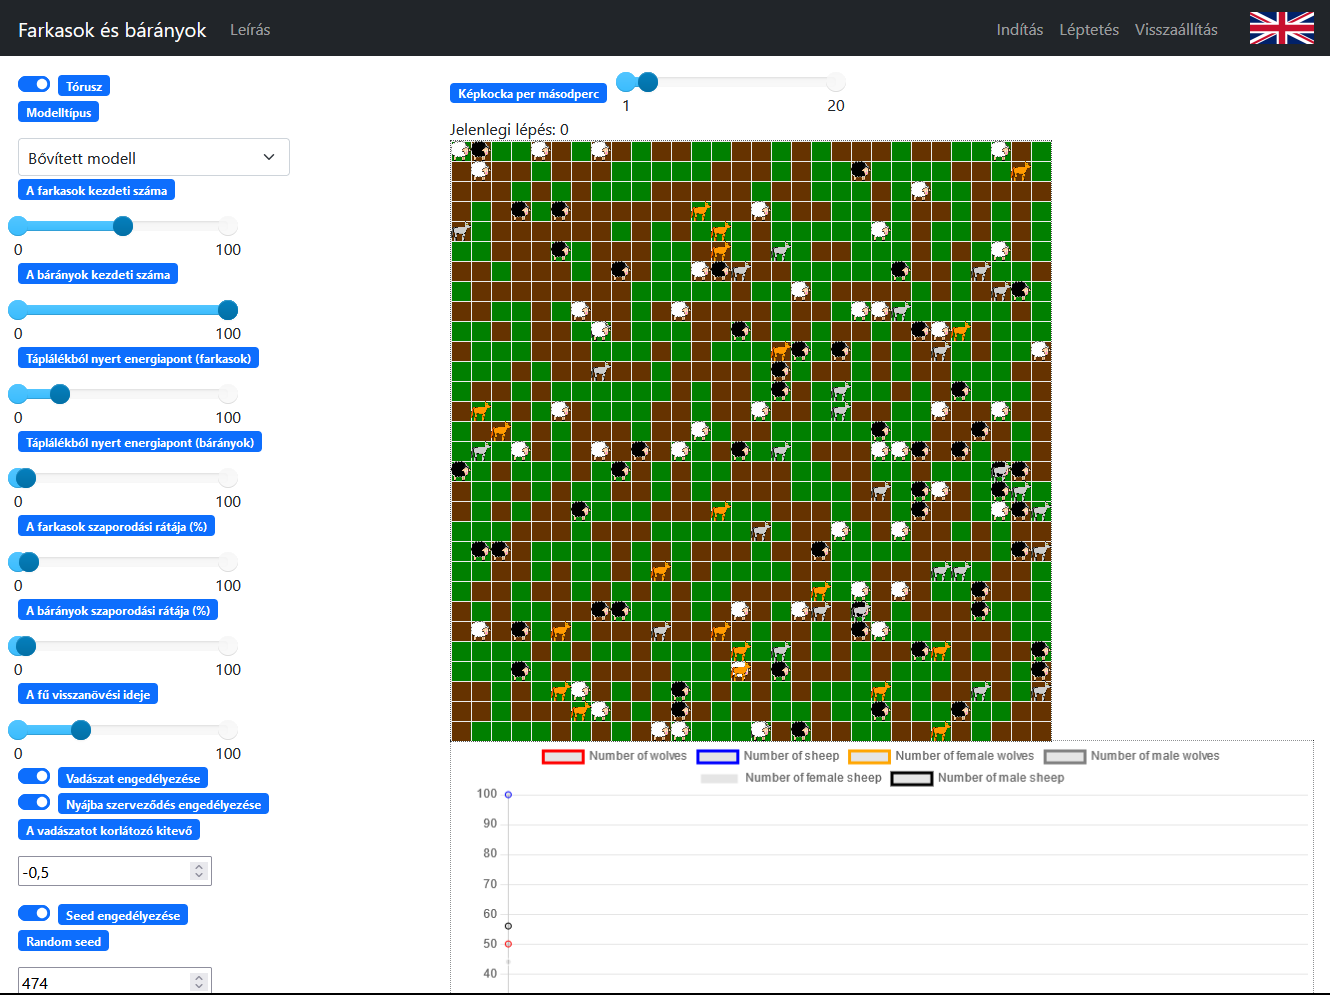 Farkasok és bárányok Leírás Indítás Léptetés Visszaállítás
Tórusz
Modelltípus
Bővített modell
A farkasok kezdeti száma
0 100
A bárányok kezdeti száma
0 100
Táplálékból nyert energiapont (farkasok)
0 100
Táplálékból nyert energiapont (bárányok)
0 100
A farkasok szaporodási rátája (%)
0 100
A bárányok szaporodási rátája (%)
0 100
A fű visszanövési ideje
0 100
Vadászat engedélyezése
Nyájba szerveződés engedélyezése
A vadászatot korlátozó kitevő
-0,5
Seed engedélyezése
Random seed
474
Képkocka per másodperc
1 20
Jelenlegi lépés: 0
Number of wolves Number of sheep Number of female wolves Number of male wolves
Number of female sheep Number of male sheep
100
90
80
70
60
50
40